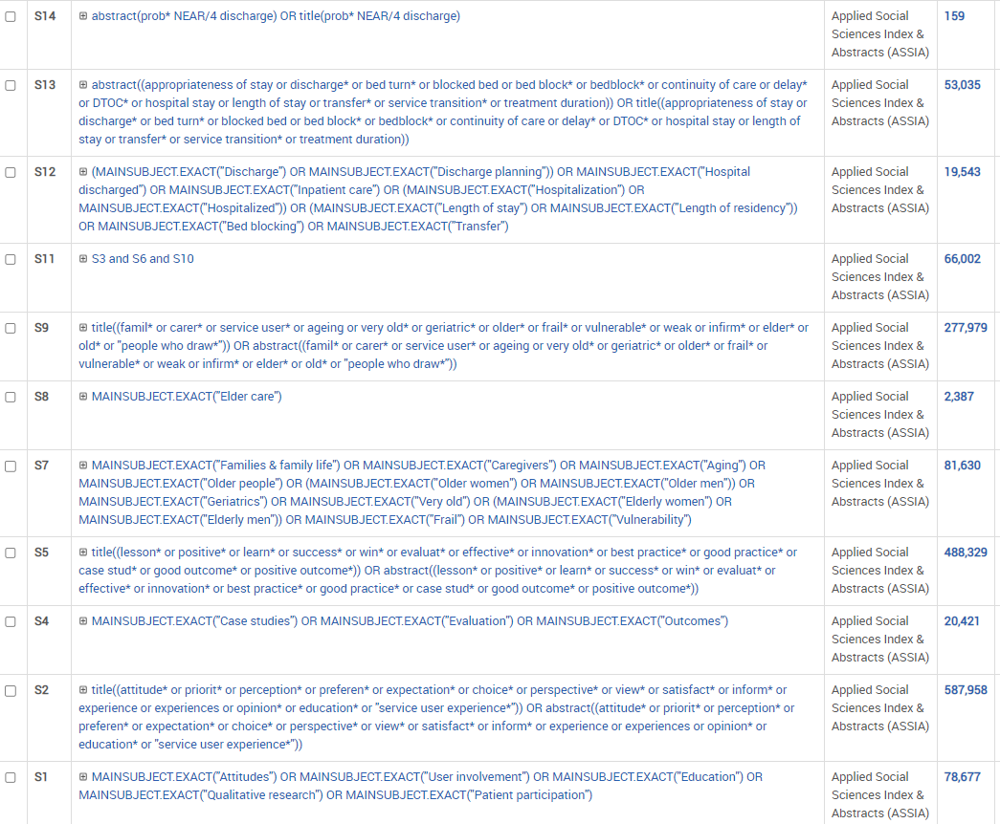 S14
abstract(prob* NEAR/4 discharge) OR title(prob* NEAR/4 discharge)
Applied Social
Sciences Index &
Abstracts (ASSIA)
159
S13
abstract((appropriateness of stay or discharge* or bed turn* or blocked bed or bed block* or bedblock* or continuity of care or delay*
or DTOC* or hospital stay or length of stay or transfer* or service transition* or treatment duration)) OR title((appropriateness of stay or
discharge* or bed turn* or blocked bed or bed block* or bedblock* or continuity of care or delay* or DTOC* or hospital stay or length of
stay or transfer* or service transition* or treatment duration))
Applied Social
Sciences Index &
Abstracts (ASSIA)
53,035
S12
(MAINSUBJECT.EXACT("Discharge") OR MAINSUBJECT.EXACT("Discharge planning")) OR MAINSUBJECT.EXACT("Hospital
discharged") OR MAINSUBJECT.EXACT("Inpatient care") OR (MAINSUBJECT.EXACT("Hospitalization") OR
MAINSUBJECT.EXACT("Hospitalized")) OR (MAINSUBJECT.EXACT("Length of stay") OR MAINSUBJECT.EXACT("Length of residency"))
OR MAINSUBJECT.EXACT("Bed blocking") OR MAINSUBJECT.EXACT("Transfer")
Applied Social
Sciences Index &
Abstracts (ASSIA)
19,543
S11
S3 and S6 and S10
Applied Social
Sciences Index &
Abstracts (ASSIA)
66,002
S9
title((famil* or carer* or service user* or ageing or very old* or geriatric* or older* or frail* or vulnerable* or weak or infirm* or elder* or
old* or "people who draw*")) OR abstract((famil* or carer* or service user* or ageing or very old* or geriatric* or older* or frail* or
vulnerable* or weak or infirm* or elder* or old* or "people who draw*"))
Applied Social
Sciences Index &
Abstracts (ASSIA)
277,979
S8
MAINSUBJECT.EXACT("Elder care")
Applied Social
Sciences Index &
Abstracts (ASSIA)
2,387
S7
MAINSUBJECT.EXACT("Families & family life") OR MAINSUBJECT.EXACT("Caregivers") OR MAINSUBJECT.EXACT("Aging") OR
MAINSUBJECT.EXACT("Older people") OR (MAINSUBJECT.EXACT("Older women") OR MAINSUBJECT.EXACT("Older men")) OR
MAINSUBJECT.EXACT("Geriatrics") OR MAINSUBJECT.EXACT("Very old") OR (MAINSUBJECT.EXACT("Elderly women") OR
MAINSUBJECT.EXACT("Elderly men")) OR MAINSUBJECT.EXACT("Frail") OR MAINSUBJECT.EXACT("Vulnerability")
Applied Social
Sciences Index &
Abstracts (ASSIA)
81,630
S5
title((lesson* or positive* or learn* or success* or win* or evaluat* or effective* or innovation* or best practice* or good practice* or
case stud* or good outcome* or positive outcome*)) OR abstract((lesson* or positive* or learn* or success* or win* or evaluat* or
effective* or innovation* or best practice* or good practice* or case stud* or good outcome* or positive outcome*))
Applied Social
Sciences Index &
Abstracts (ASSIA)
488,329
S4
MAINSUBJECT.EXACT("Case studies") OR MAINSUBJECT.EXACT("Evaluation") OR MAINSUBJECT.EXACT("Outcomes")
Applied Social
Sciences Index &
Abstracts (ASSIA)
20,421
S2
title((attitude* or priorit* or perception* or preferen* or expectation* or choice* or perspective* or view* or satisfact* or inform* or
experience or experiences or opinion* or education* or "service user experience*")) OR abstract((attitude* or priorit* or perception* or
preferen* or expectation* or choice* or perspective* or view* or satisfact* or inform* or experience or experiences or opinion* or
education* or "service user experience*"))
Applied Social
Sciences Index &
Abstracts (ASSIA)
587,958
S1
MAINSUBJECT.EXACT("Attitudes") OR MAINSUBJECT.EXACT("User involvement") OR MAINSUBJECT.EXACT("Education") OR
MAINSUBJECT.EXACT("Qualitative research") OR MAINSUBJECT.EXACT("Patient participation")
Applied Social
Sciences Index &
Abstracts (ASSIA)
78,677